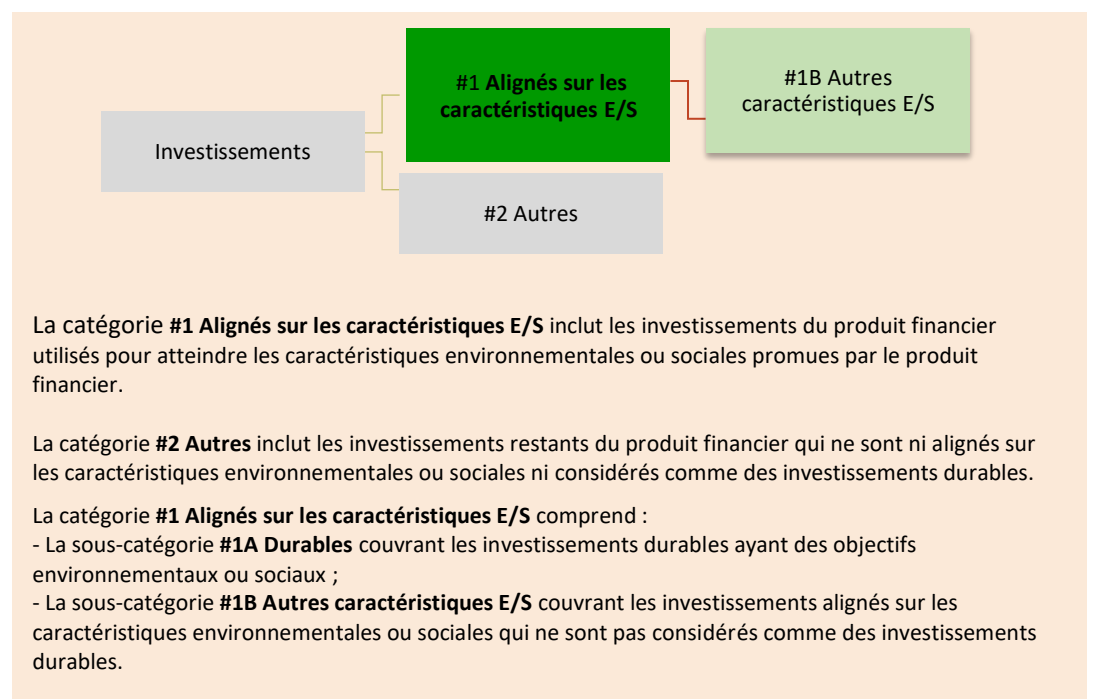 #1 Alignés sur les
caractéristiques E/S
#1B Autres
caractéristiques E/S
Investissements
#2 Autres
La catégorie #1 Alignés sur les caractéristiques E/S inclut les investissements du produit financier
utilisés pour atteindre les caractéristiques environnementales ou sociales promues par le produit
financier.
La catégorie #2 Autres inclut les investissements restants du produit financier qui ne sont ni alignés sur
les caractéristiques environnementales ou sociales ni considérés comme des investissements durables.
La catégorie #1 Alignés sur les caractéristiques E/S comprend :
- La sous-catégorie #1A Durables couvrant les investissements durables ayant des objectifs
environnementaux ou sociaux ;
- La sous-catégorie #1B Autres caractéristiques E/S couvrant les investissements alignés sur les
caractéristiques environnementales ou sociales qui ne sont pas considérés comme des investissements
durables.